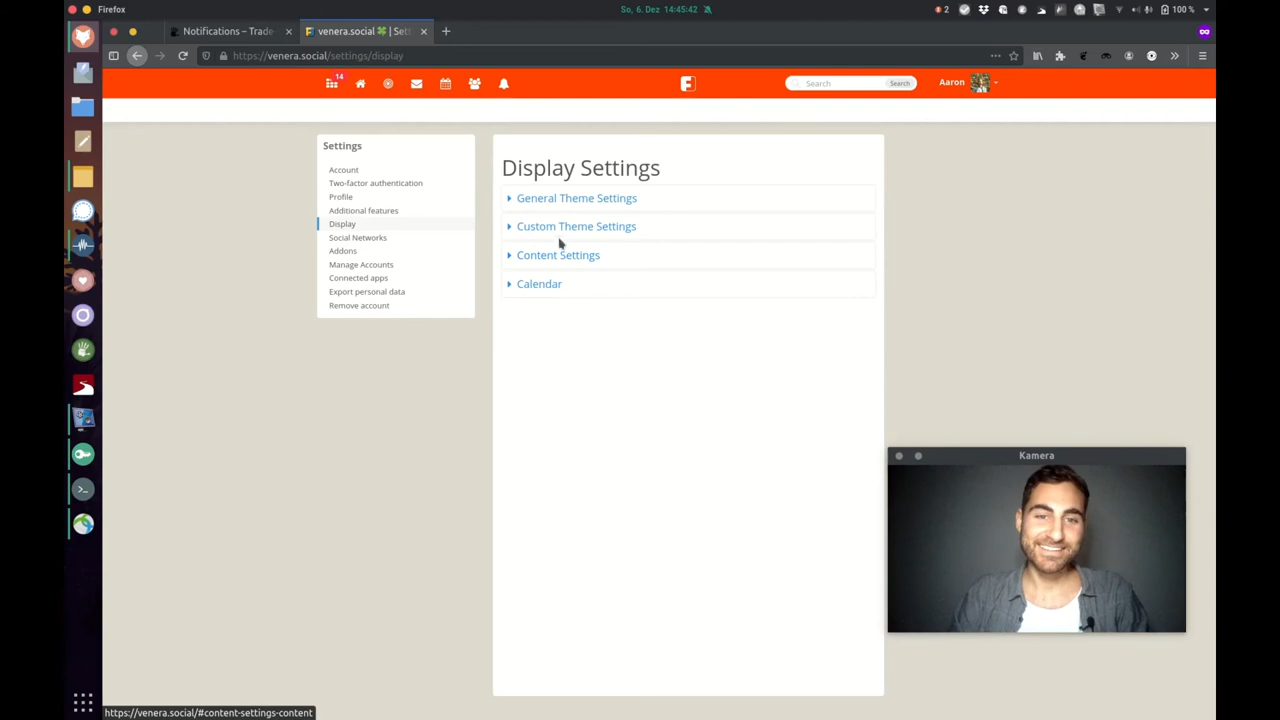 Firefox
So, 6. Dez 14:45:42
2
100 %
Notifications – Trade
venera.social🍀 | Set
https://venera.social/settings/display
14
Search
Search
Aaron
Settings
Account
Two-factor authentication
Profile
Additional features
Display
Social Networks
Addons
Manage Accounts
Connected apps
Export personal data
Remove account
Display Settings
General Theme Settings
Custom Theme Settings
Content Settings
Calendar
Kamera
https://venera.social/#content-settings-content